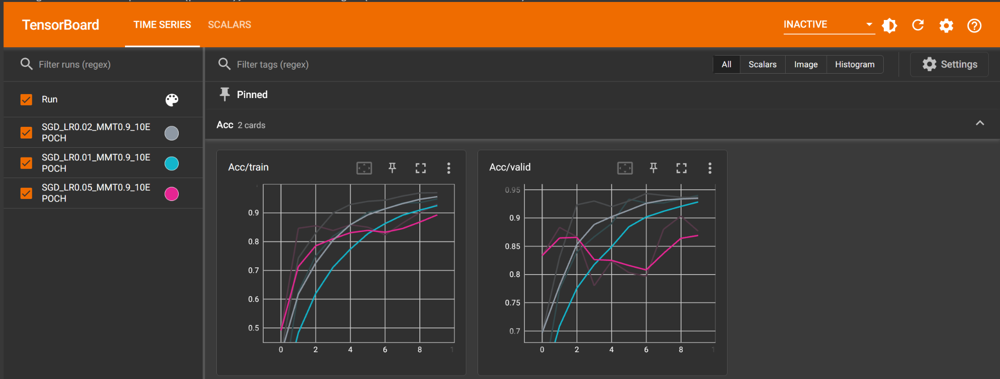 TensorBoard
TIME SERIES
SCALARS
INACTIVE
Filter runs (regex)
Filter tags (regex)
All
Scalars
Image
Histogram
Settings
Run
SGD_LR0.02_MMT0.9_10E
POCH
SGD_LR0.01_MMT0.9_10E
POCH
SGD_LR0.05_MMT0.9_10E
POCH
Pinned
Acc 2 cards
Acc/train
0.9
0.8
0.7
0.6
0.5
0 2 4 6 8 1
Acc/valid
0.95
0.9
0.85
0.8
0.75
0.7
0 2 4 6 8 1